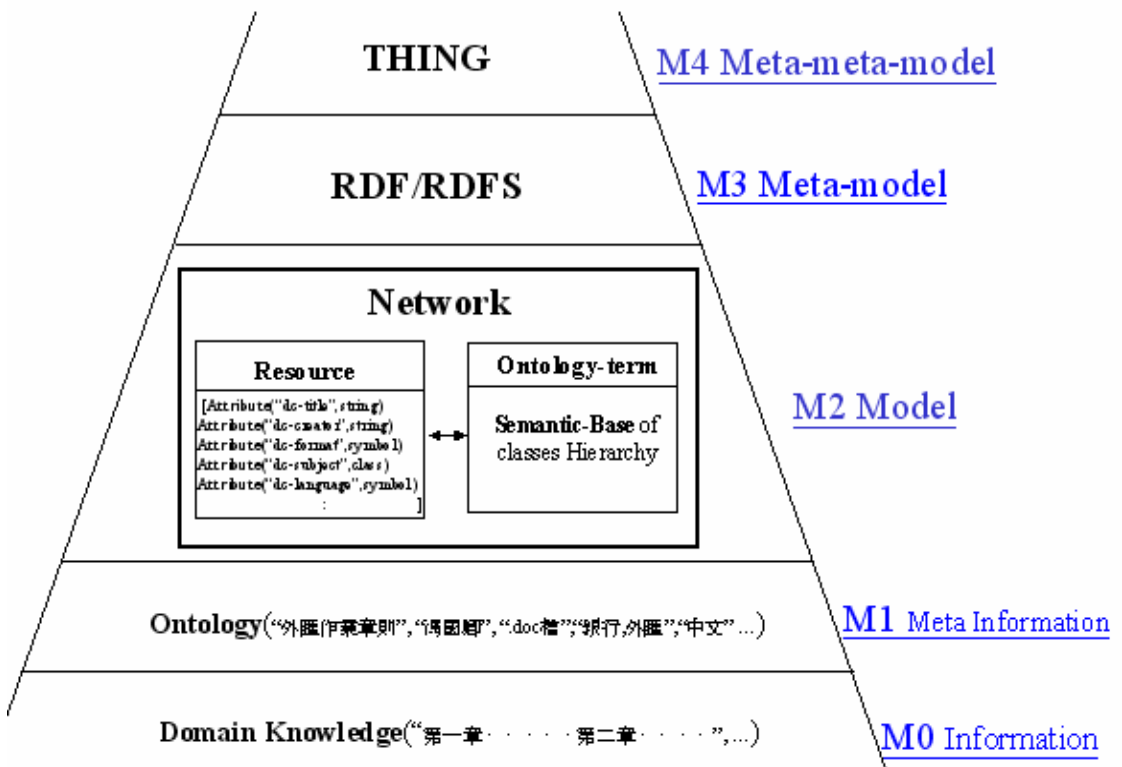 THING
M4 Meta-meta-model
RDF/RDFS
M3 Meta-model
Network
Resource
[Attribute("dc-title",string)
Attribute("dc-creator",string)
Attribute("dc-format",symbol)
Attribute("dc-subject",class)
Attribute("dc-language",symbol)
:
]
Ontology-term
Semantic-Base of
classes Hierarchy
M2 Model
Ontology(“外匯作業章則”,“馮國卿”,“.doc檔”,“銀行,外匯”,“中文”...)
M1 Meta Information
Domain Knowledge(“第一章 · · · · · 第二章 · · · · ”,...)
M0 Information